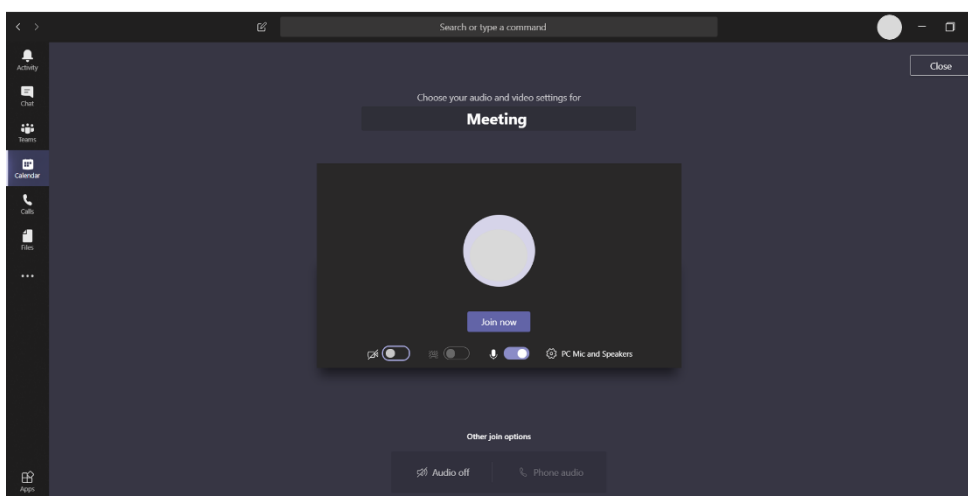 Search or type a command
Activity
Chat
Teams
Calendar
Calls
Files
Apps
Close
Choose your audio and video settings for
Meeting
Join now
PC Mic and Speakers
Other join options
Audio off
Phone audio